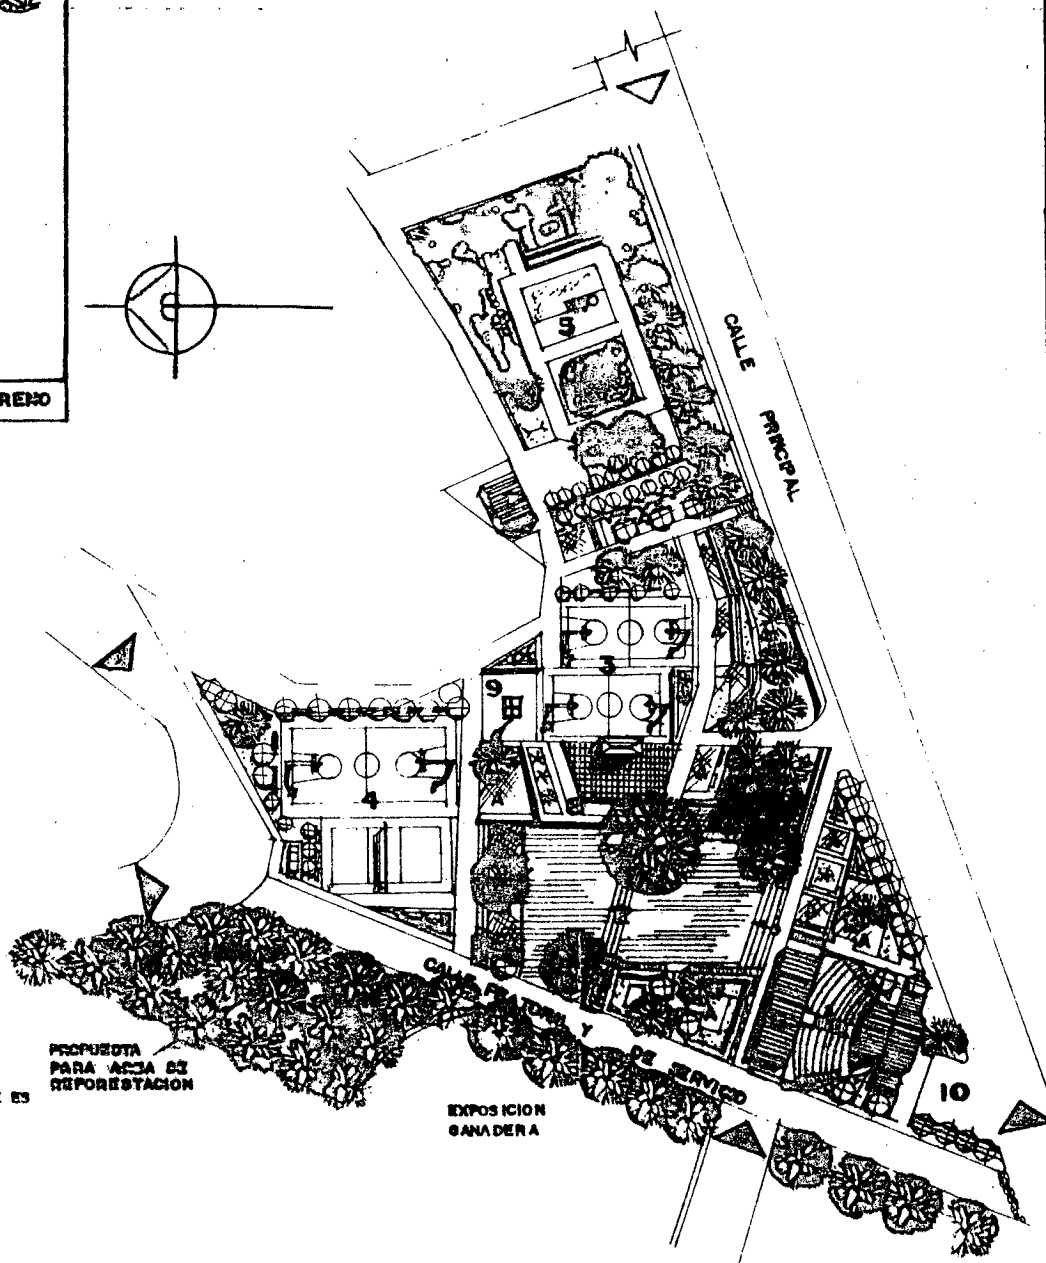 RENO
CALLE
PRINCIPAL
5
3
9
4
A
A
10
CALLE PEATONAL Y DE SERVICIO
PROPUESTA
PARA AREA DE
REFORESTACION
ES
EXPOSICION
GANADERA